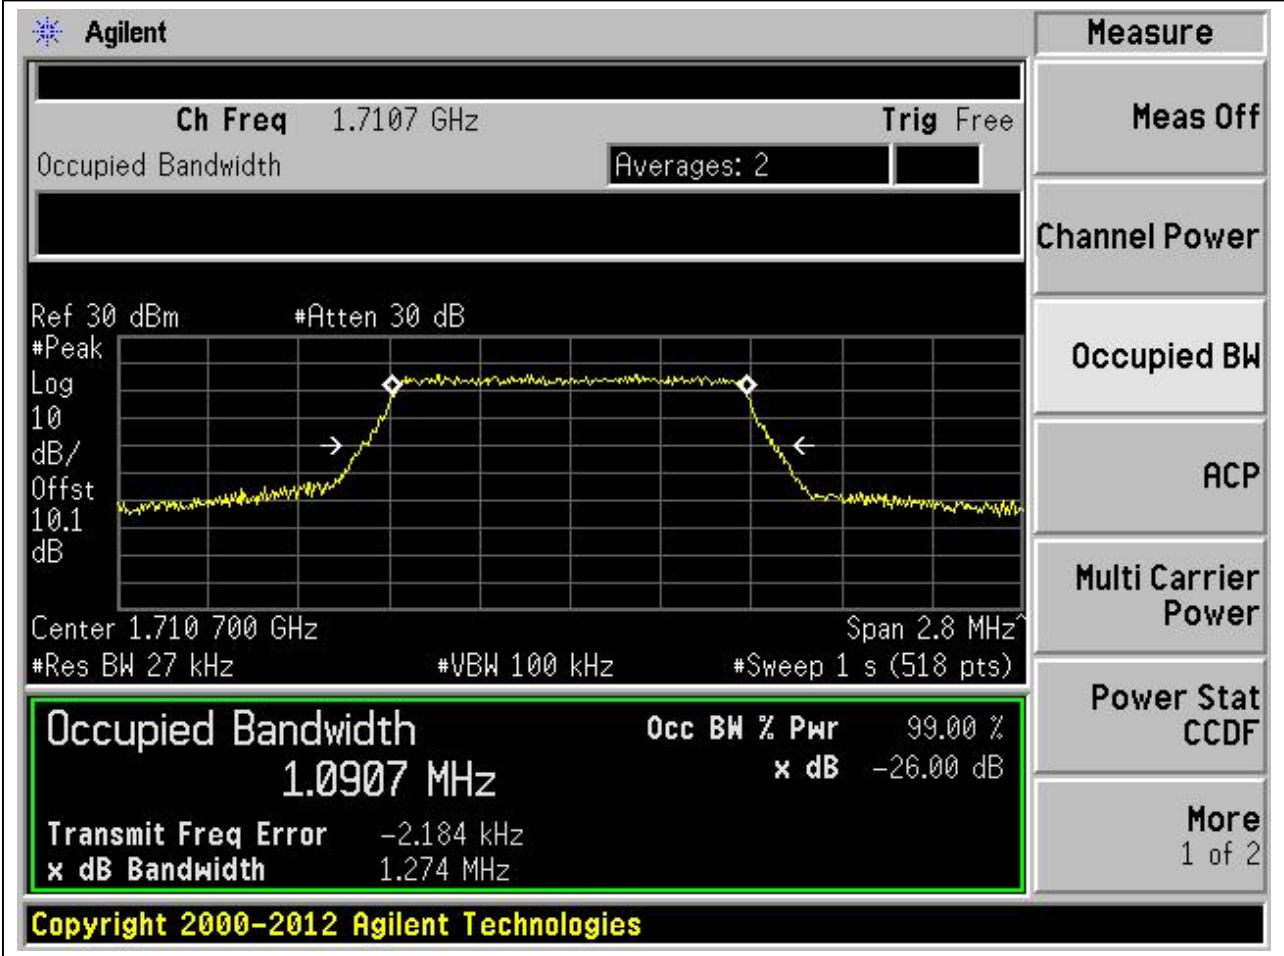 Agilent
Measure
Ch Freq 1.7107 GHz Trig Free
Occupied Bandwidth Averages: 2
Meas Off
Channel Power
Occupied BW
ACP
Multi Carrier
Power
Power Stat
CCDF
More
1 of 2
Ref 30 dBm #Atten 30 dB
#Peak
Log
10
dB/
Offst
10.1
dB
Center 1.710 700 GHz Span 2.8 MHz^
#Res BW 27 kHz #VBW 100 kHz #Sweep 1 s (518 pts)
Occupied Bandwidth Occ BW % Pwr 99.00 %
1.0907 MHz x dB -26.00 dB
Transmit Freq Error -2.184 kHz
x dB Bandwidth 1.274 MHz
Copyright 2000-2012 Agilent Technologies